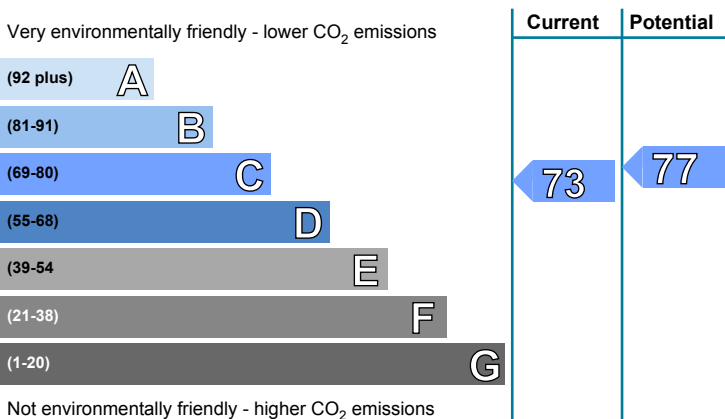 Current Potential
Very environmentally friendly - lower CO₂ emissions
(92 plus) A
(81-91) B
(69-80) C
73 77
(55-68) D
(39-54 E
(21-38) F
(1-20) G
Not environmentally friendly - higher CO₂ emissions